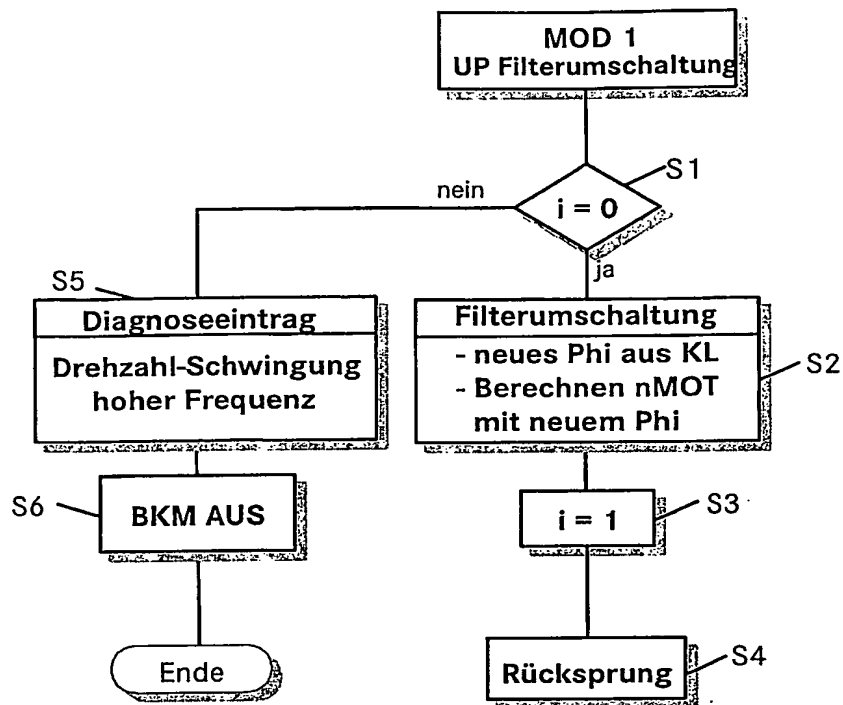 MOD 1
UP Filterumschaltung
S1
nein
i = 0
ja
S5
Diagnoseeintrag
Drehzahl-Schwingung
hoher Frequenz
Filterumschaltung
- neues Phi aus KL
- Berechnen nMOT
mit neuem Phi
S2
S6
BKM AUS
i = 1
S3
Ende
Rücksprung
S4